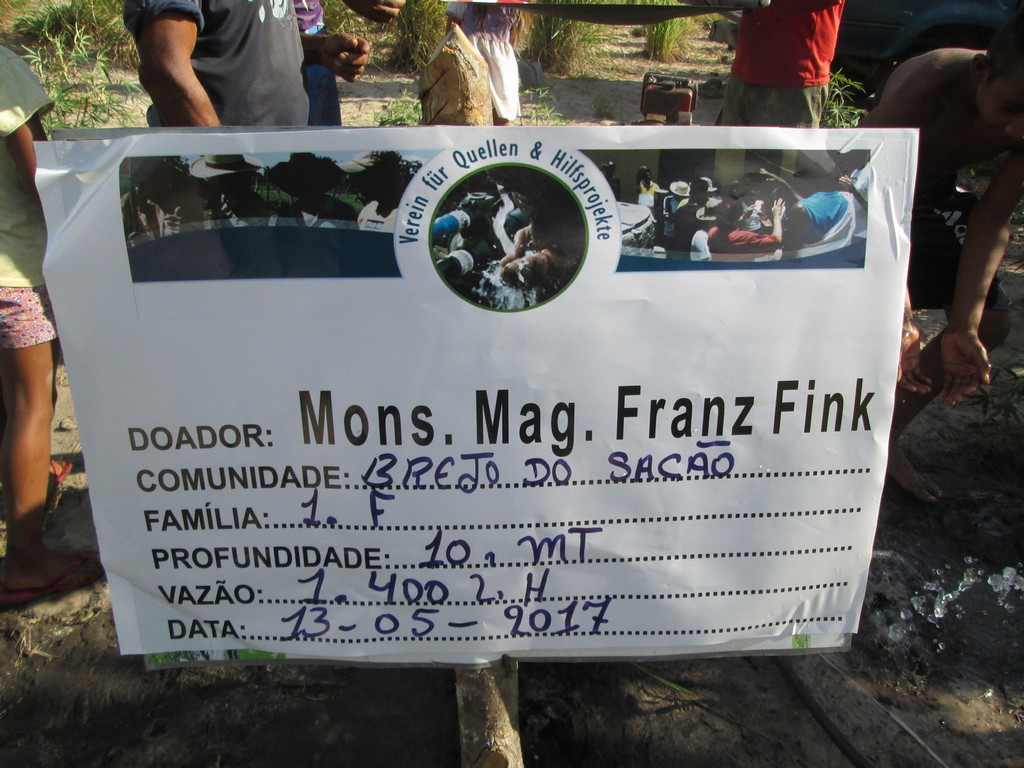 Verein für Quellen & Hilfsprojekte
DOADOR: Mons. Mag. Franz Fink
COMUNIDADE: BREJO DO SACÃO
FAMÍLIA: 1. F
PROFUNDIDADE: 10. MT
VAZÃO: 1.400 L. H
DATA: 13-05-2017